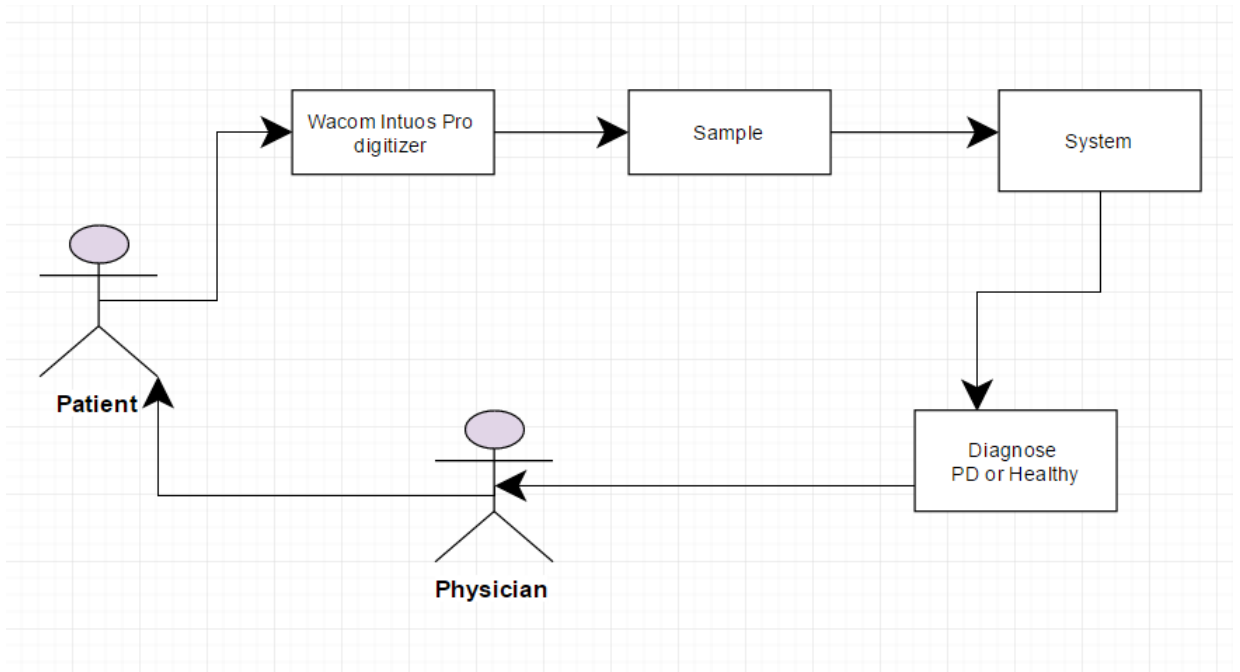 Wacom Intuos Pro
digitizer
Sample
System
Patient
Diagnose
PD or Healthy
Physician